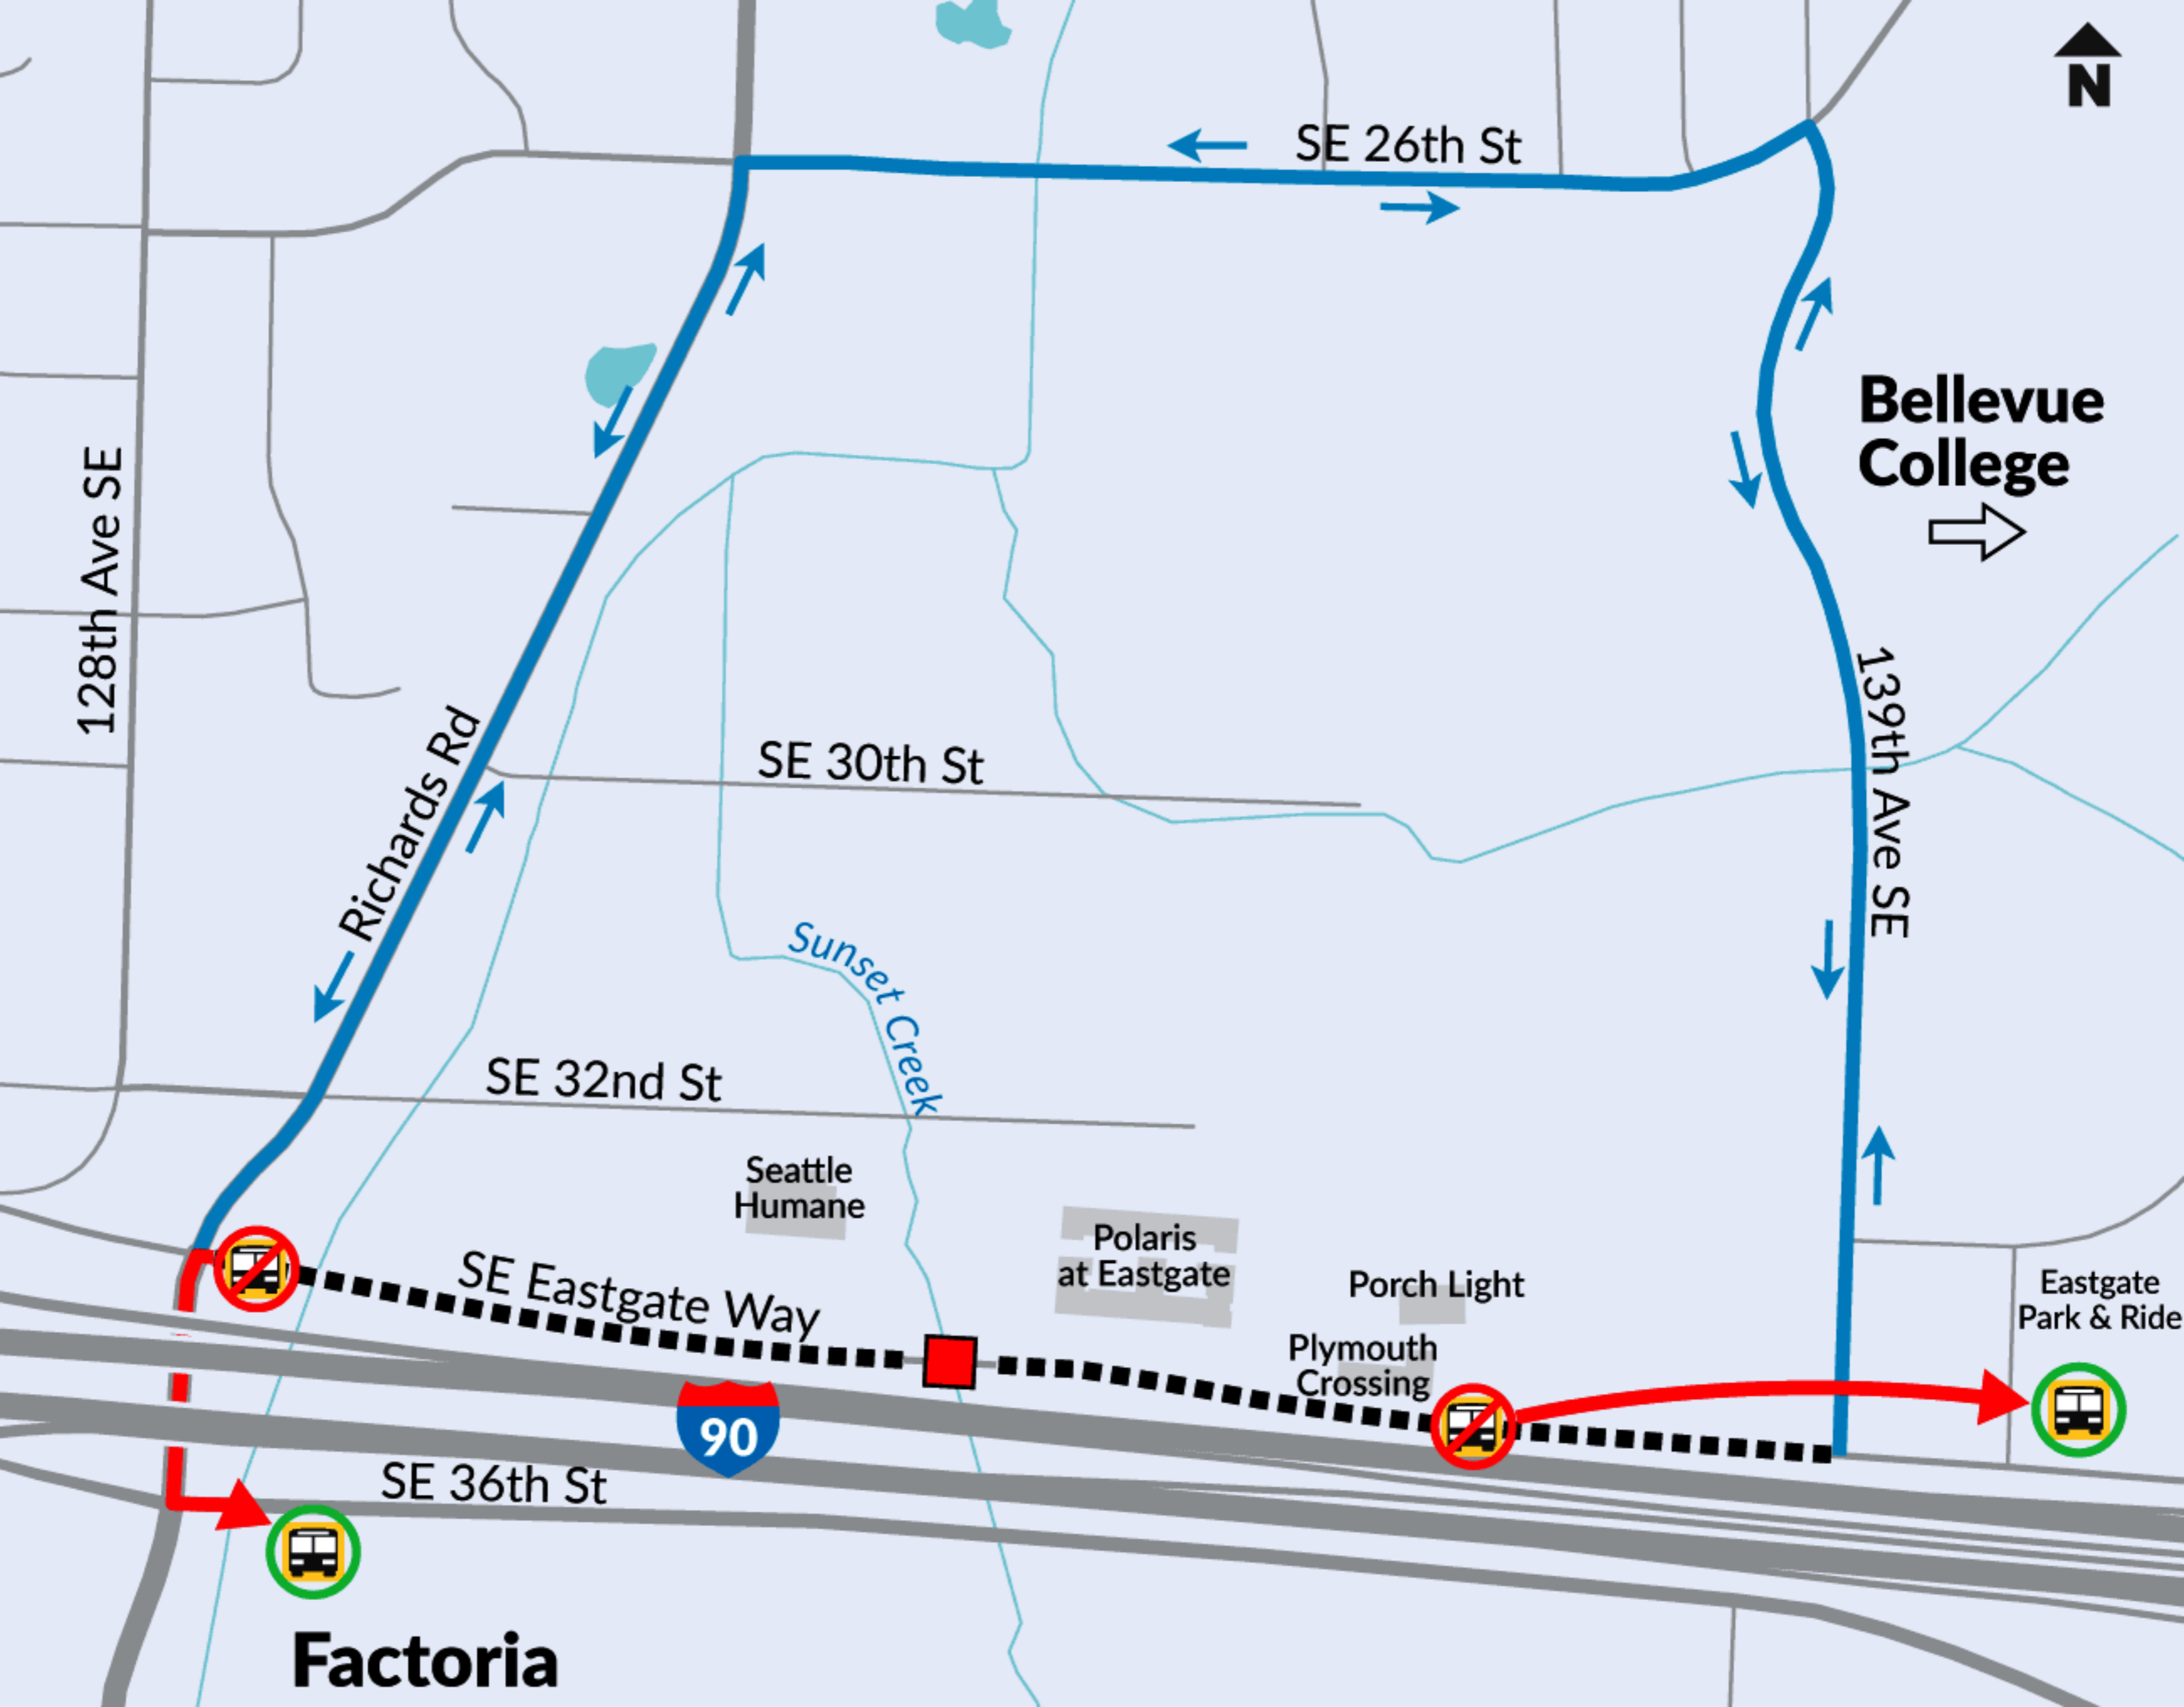 N
SE 26th St
Bellevue
College
128th Ave SE
139th Ave SE
Richards Rd
SE 30th St
Sunset Creek
SE 32nd St
Seattle
Humane
Polaris
at Eastgate
Porch Light
Eastgate
Park & Ride
SE Eastgate Way
Plymouth
Crossing
90
SE 36th St
Factoria